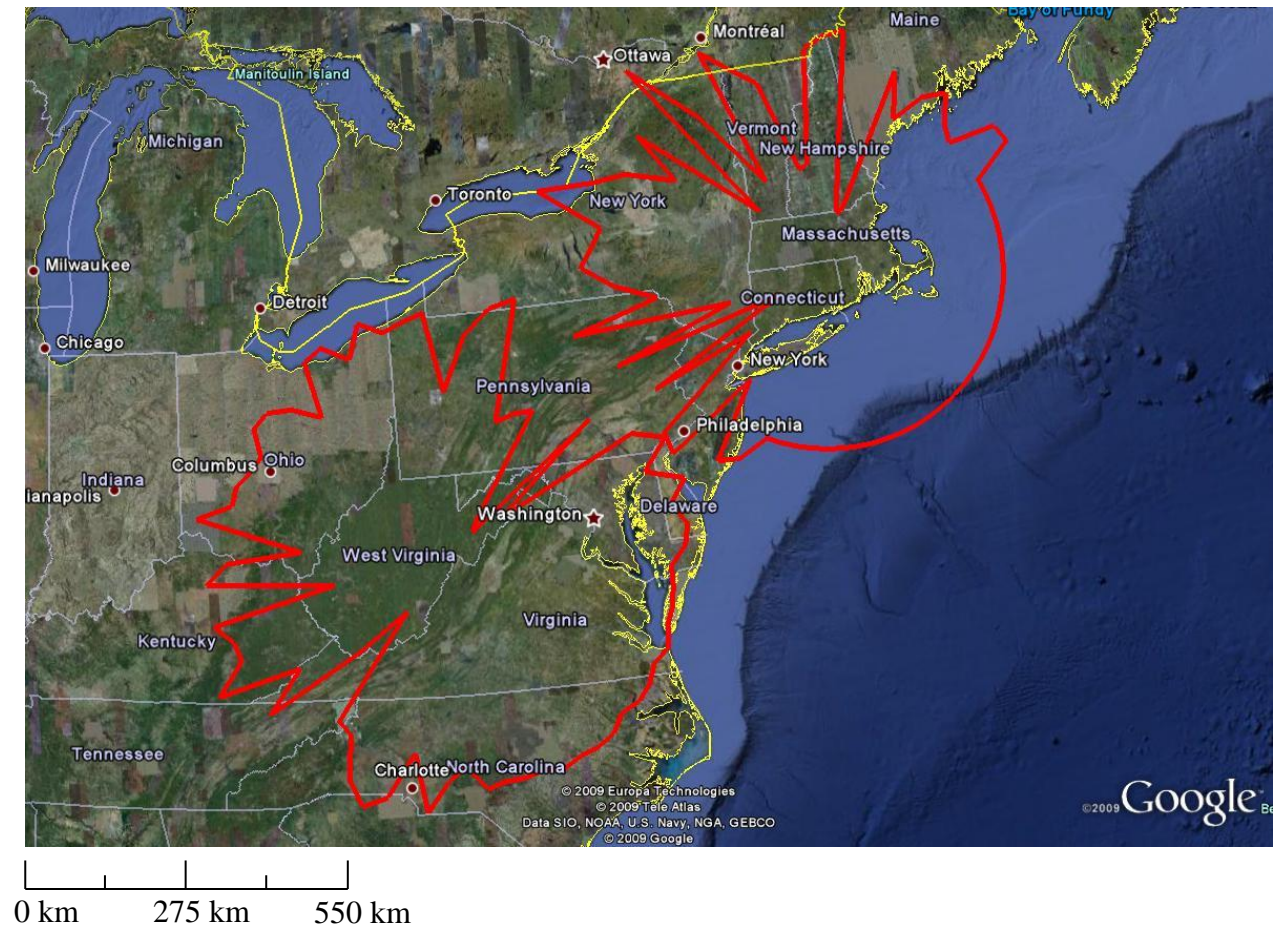 Maine
Bay of Fundy
Montréal
Ottawa
Manitoulin Island
Michigan
Vermont
New Hampshire
Toronto
New York
Massachusetts
Milwaukee
Detroit
Connecticut
Chicago
New York
Pennsylvania
Philadelphia
Columbus Ohio
Indiana
ianapolis
Delaware
Washington
West Virginia
Virginia
Kentucky
Tennessee
Charlotte North Carolina
© 2009 Europa Technologies
© 2009 Tele Atlas
Data SIO, NOAA, U.S. Navy, NGA, GEBCO
© 2009 Google
©2009 Google
Be
0 km 275 km 550 km